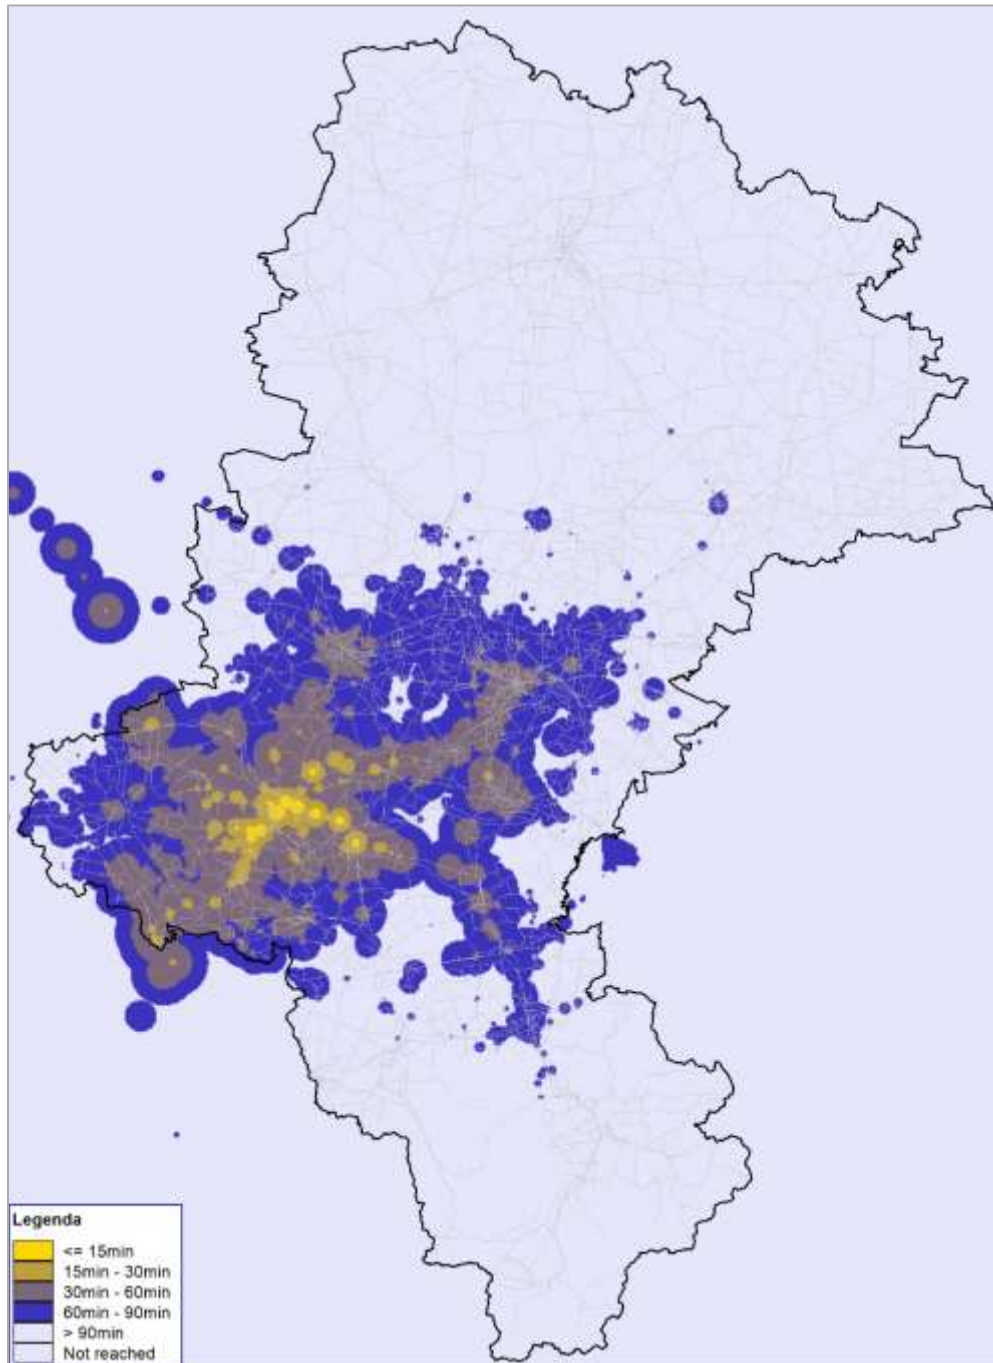 Legenda
<= 15min
15min - 30min
30min - 60min
60min - 90min
> 90min
Not reached